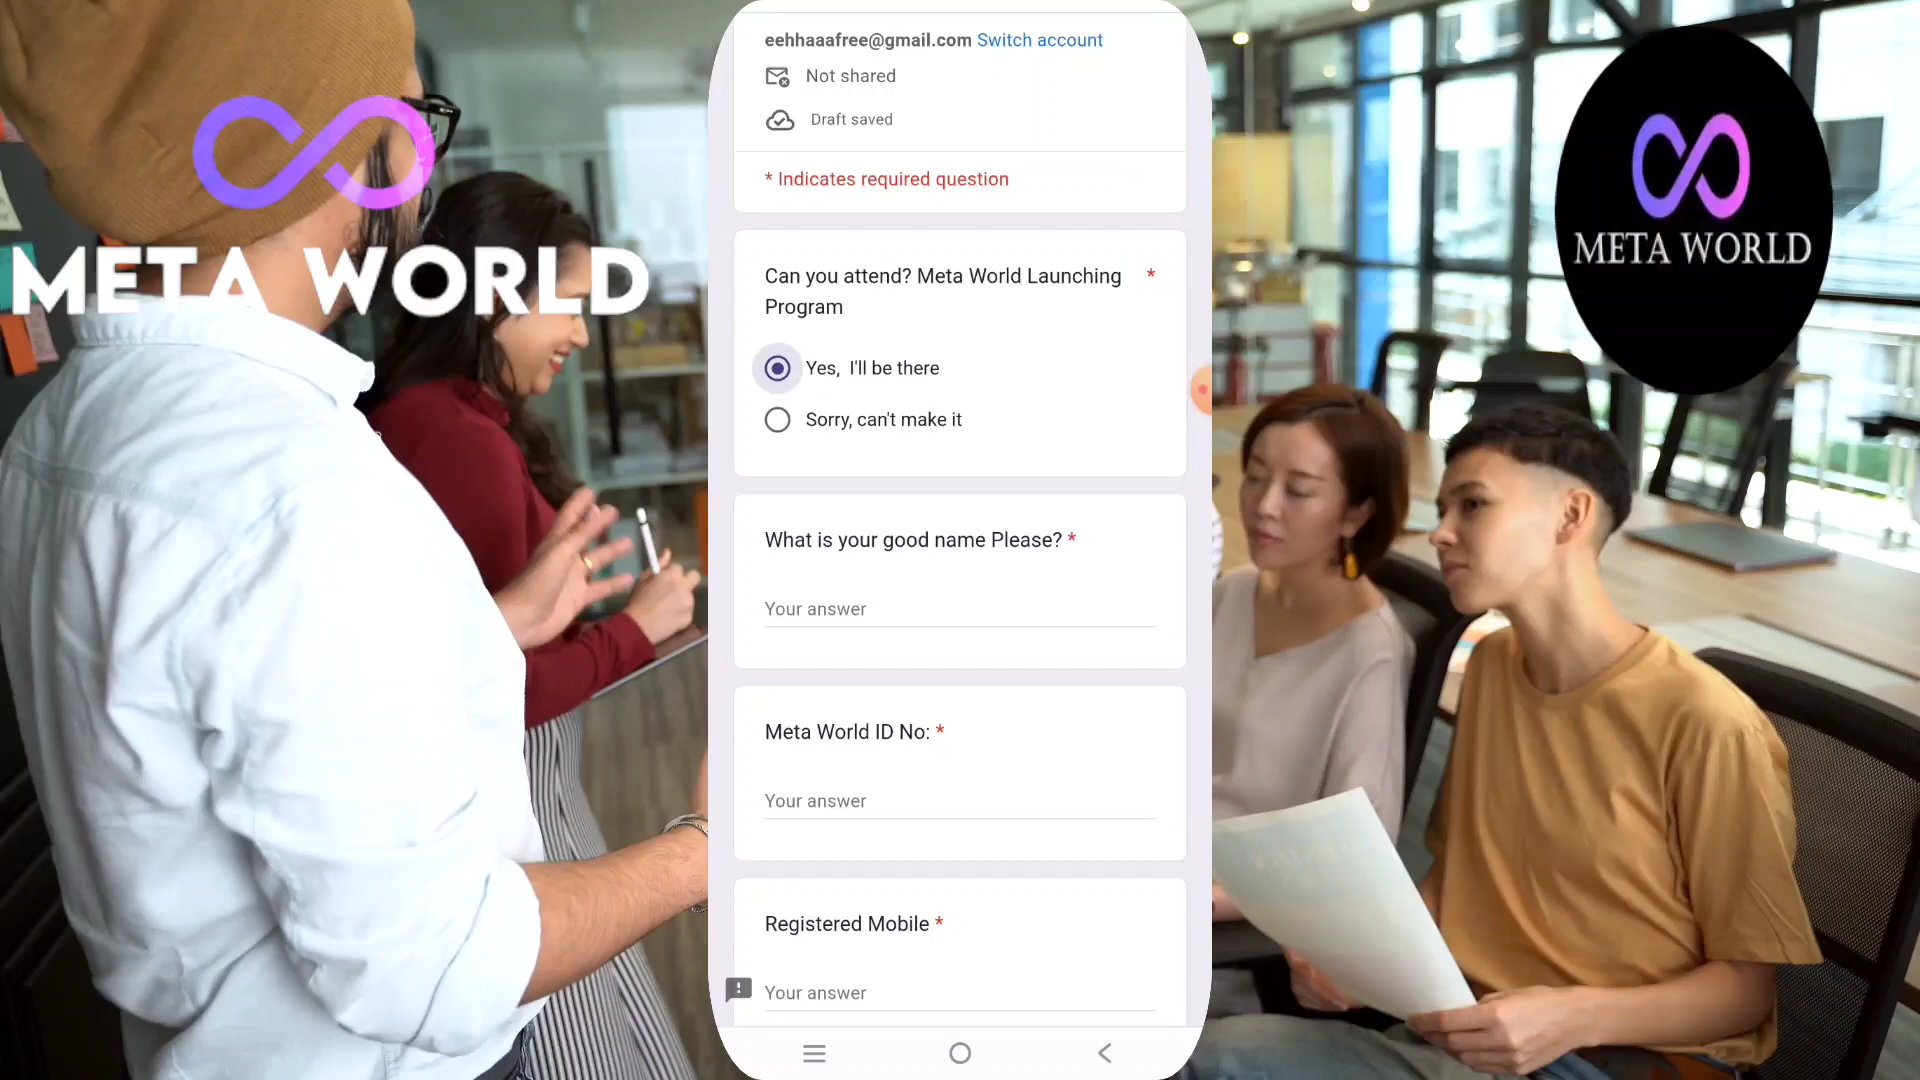 META WORLD
eehhaaafree@gmail.com Switch account
Not shared
Draft saved
* Indicates required question
Can you attend? Meta World Launching *
Program
Yes, I'll be there
Sorry, can't make it
What is your good name Please? *
Your answer
Meta World ID No: *
Your answer
Registered Mobile *
Your answer
META WORLD